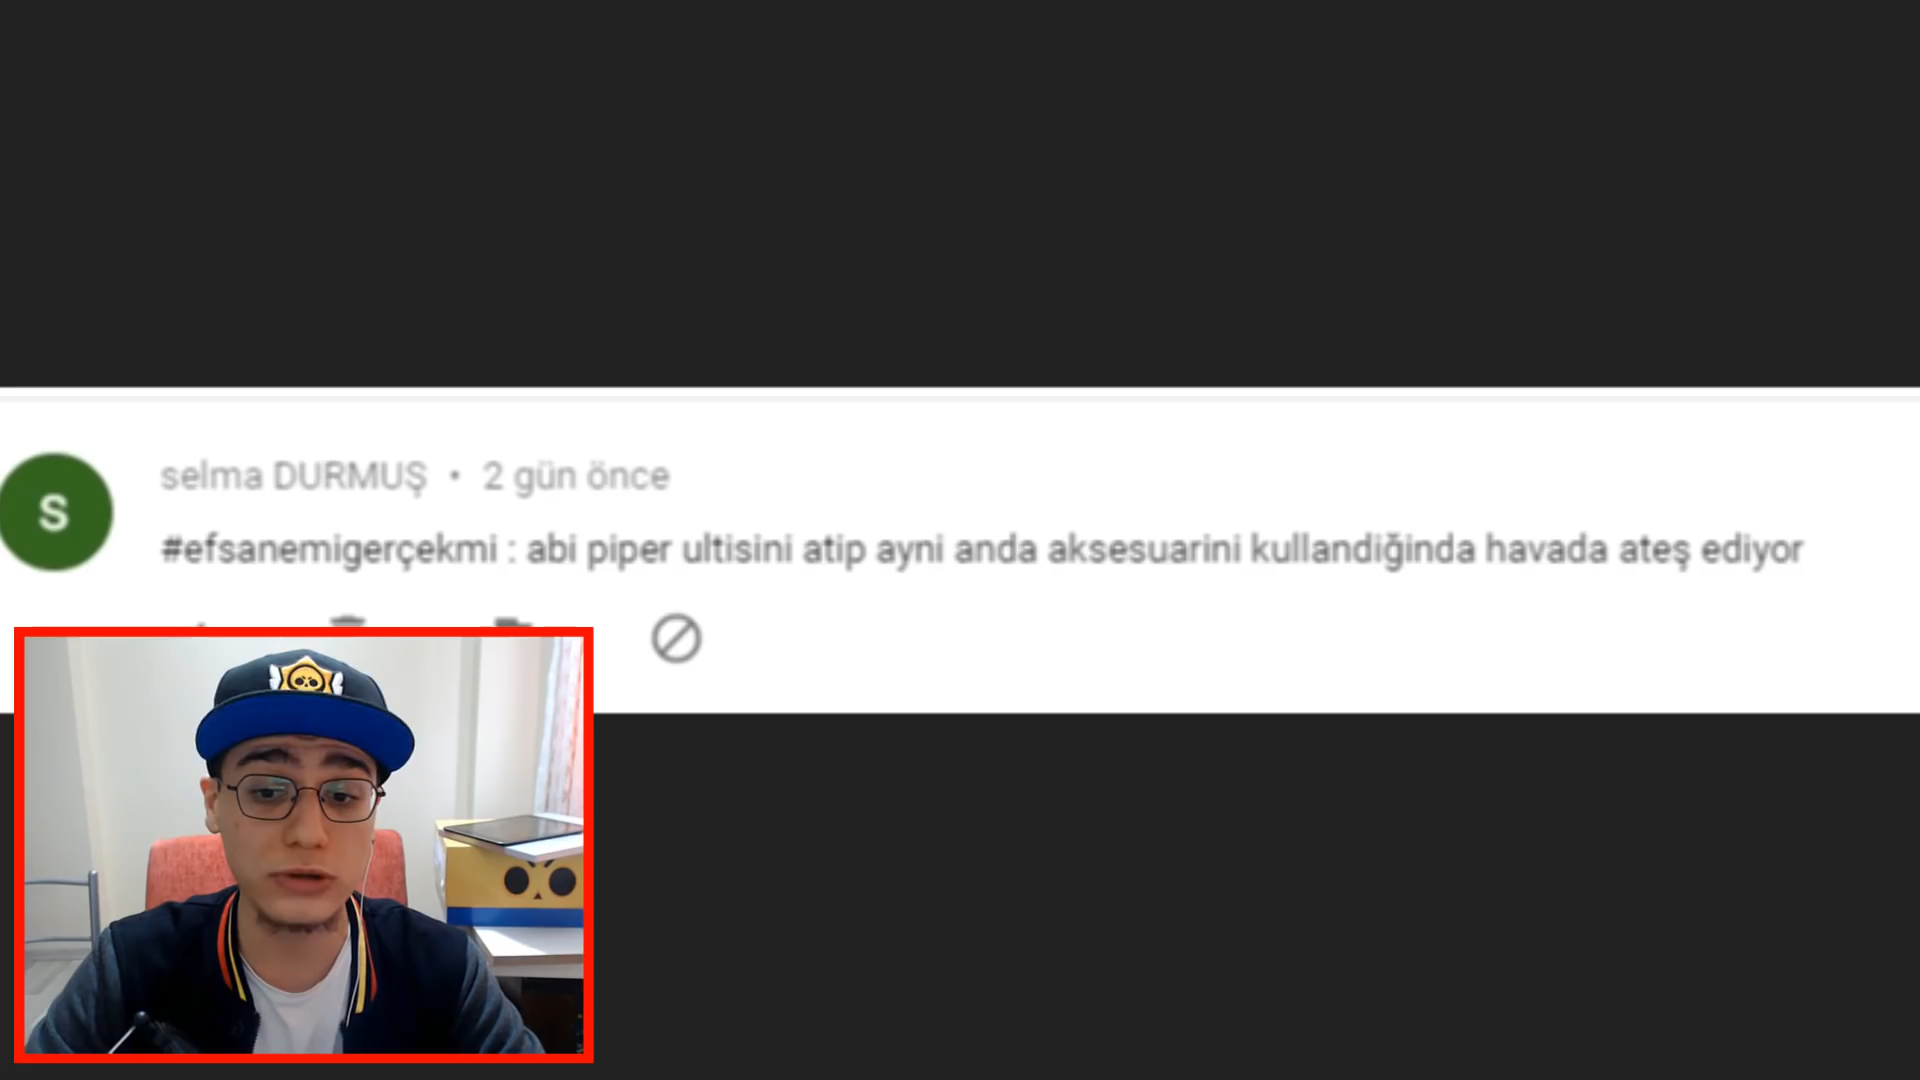 S
selma DURMUŞ • 2 gün önce
#efsanemigerçekmi : abi piper ultisini atip ayni anda aksesuarini kullandiğinda havada ateş ediyor